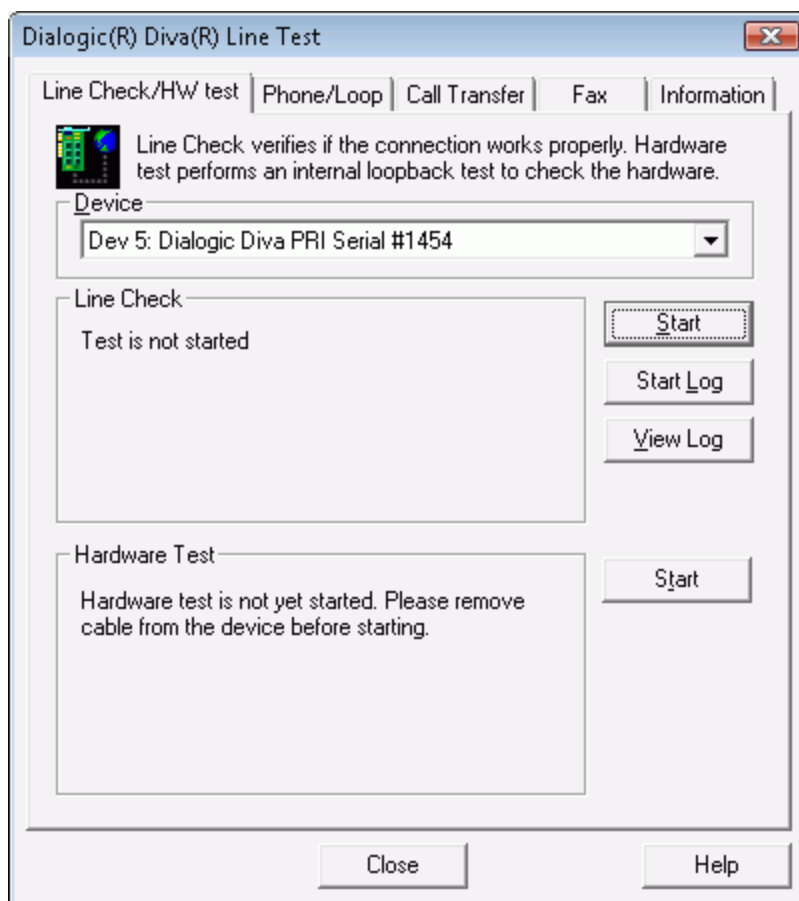 Dialogic(R) Diva(R) Line Test
Line Check/HW test
Phone/Loop
Call Transfer
Fax
Information
Line Check verifies if the connection works properly. Hardware
test performs an internal loopback test to check the hardware.
Device
Dev 5: Dialogic Diva PRI Serial #1454
Line Check
Test is not started
Start
Start Log
View Log
Hardware Test
Hardware test is not yet started. Please remove
cable from the device before starting.
Start
Close
Help